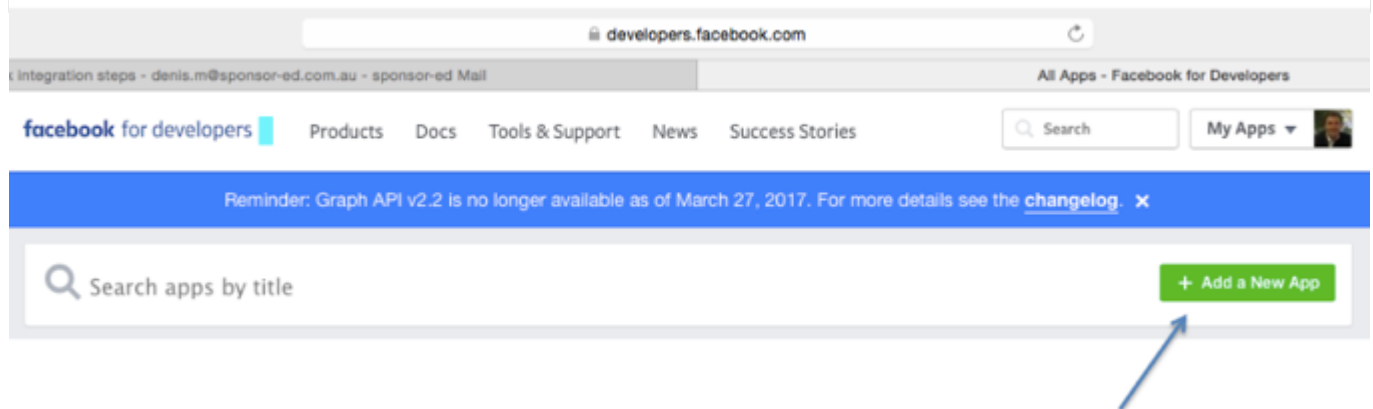 developers.facebook.com
integration steps - denis.m@sponsor-ed.com.au - sponsor-ed Mail
All Apps - Facebook for Developers
facebook for developers
Products
Docs
Tools & Support
News
Success Stories
Search
My Apps
Reminder: Graph API v2.2 is no longer available as of March 27, 2017. For more details see the changelog. ×
Search apps by title
+ Add a New App